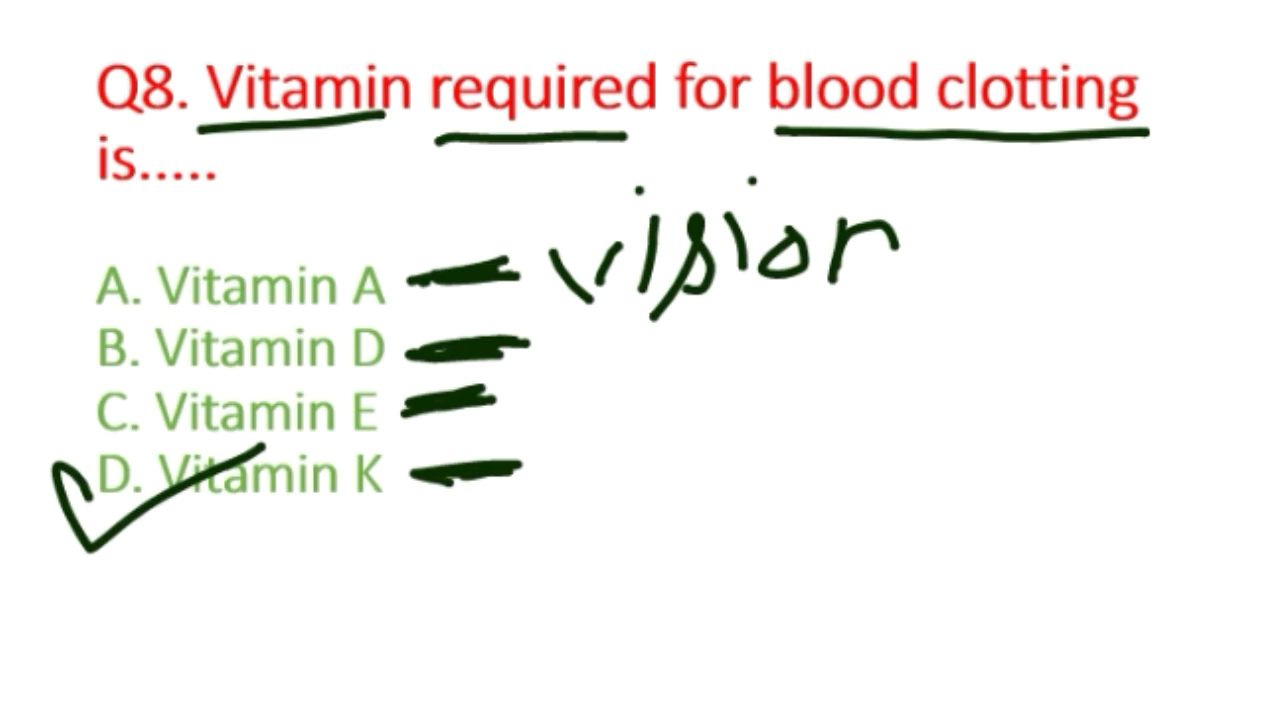 Q8. Vitamin required for blood clotting
is.....
A. Vitamin A — vision
B. Vitamin D —
C. Vitamin E —
D. Vitamin K —